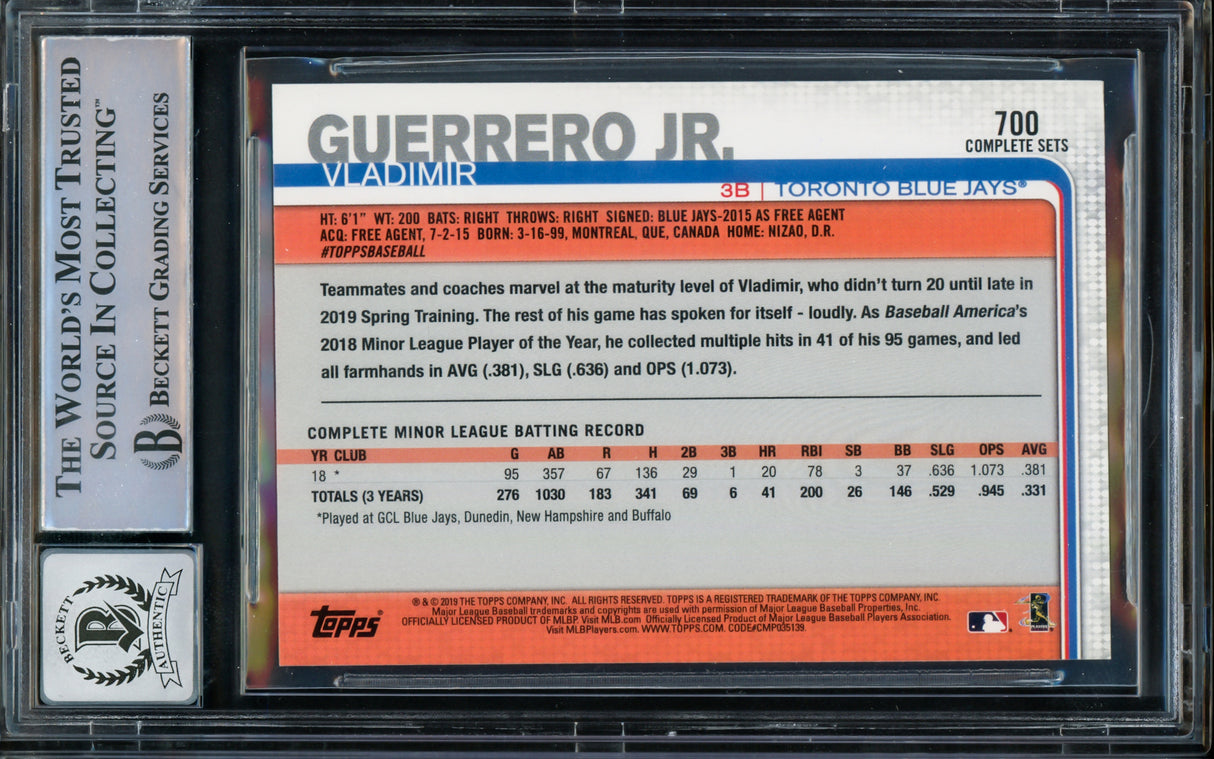 THE WORLD'S MOST TRUSTED
SOURCE IN COLLECTING™
BECKETT GRADING SERVICES
B
BECKETT
B
AUTHENTIC
GUERRERO JR.
VLADIMIR
700
COMPLETE SETS
3B | TORONTO BLUE JAYS®
HT: 6'1" WT: 200 BATS: RIGHT THROWS: RIGHT SIGNED: BLUE JAYS-2015 AS FREE AGENT
ACQ: FREE AGENT, 7-2-15 BORN: 3-16-99, MONTREAL, QUE, CANADA HOME: NIZAO, D.R.
#TOPPSBASEBALL
Teammates and coaches marvel at the maturity level of Vladimir, who didn't turn 20 until late in
2019 Spring Training. The rest of his game has spoken for itself - loudly. As Baseball America's
2018 Minor League Player of the Year, he collected multiple hits in 41 of his 95 games, and led
all farmhands in AVG (.381), SLG (.636) and OPS (1.073).
COMPLETE MINOR LEAGUE BATTING RECORD
YR CLUB G AB R H 2B 3B HR RBI SB BB SLG OPS AVG
18 * 95 357 67 136 29 1 20 78 3 37 .636 1.073 .381
TOTALS (3 YEARS) 276 1030 183 341 69 6 41 200 26 146 .529 .945 .331
*Played at GCL Blue Jays, Dunedin, New Hampshire and Buffalo
Topps®
® & © 2019 THE TOPPS COMPANY, INC. ALL RIGHTS RESERVED. TOPPS IS A REGISTERED TRADEMARK OF THE TOPPS COMPANY, INC.
Major League Baseball trademarks and copyrights are used with permission of Major League Baseball Properties, Inc.
OFFICIALLY LICENSED PRODUCT OF MLBP. Visit MLB.com Officially Licensed Product of Major League Baseball Players Association.
Visit MLBPlayers.com. WWW.TOPPS.COM. CODE#CMP035139.
PLAYERS